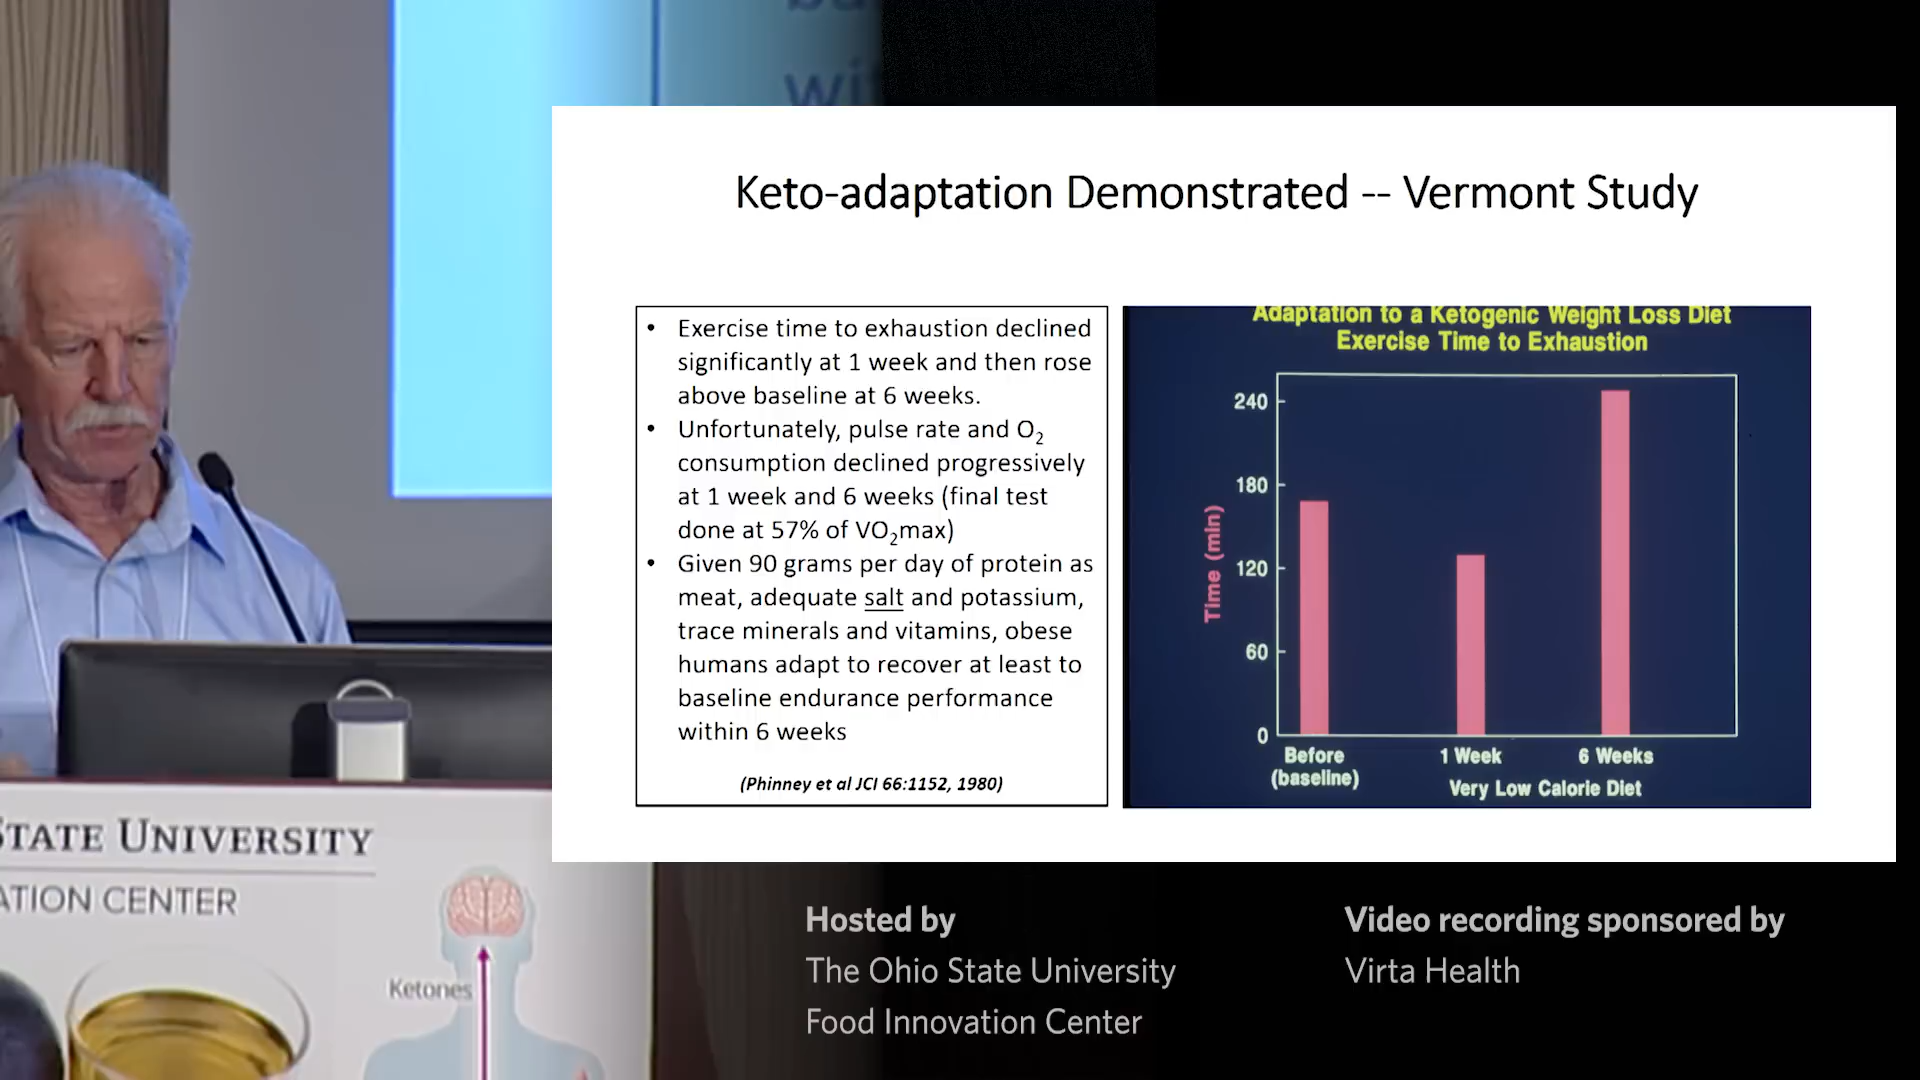 Keto-adaptation Demonstrated -- Vermont Study
• Exercise time to exhaustion declined
significantly at 1 week and then rose
above baseline at 6 weeks.
• Unfortunately, pulse rate and O₂
consumption declined progressively
at 1 week and 6 weeks (final test
done at 57% of VO₂max)
• Given 90 grams per day of protein as
meat, adequate salt and potassium,
trace minerals and vitamins, obese
humans adapt to recover at least to
baseline endurance performance
within 6 weeks
(Phinney et al JCI 66:1152, 1980)
Adaptation to a Ketogenic Weight Loss Diet
Exercise Time to Exhaustion
Time (min)
240
180
120
60
0
Before
(baseline)
1 Week
6 Weeks
Very Low Calorie Diet
STATE UNIVERSITY
CENTER
Ketones
Hosted by
The Ohio State University
Food Innovation Center
Video recording sponsored by
Virta Health